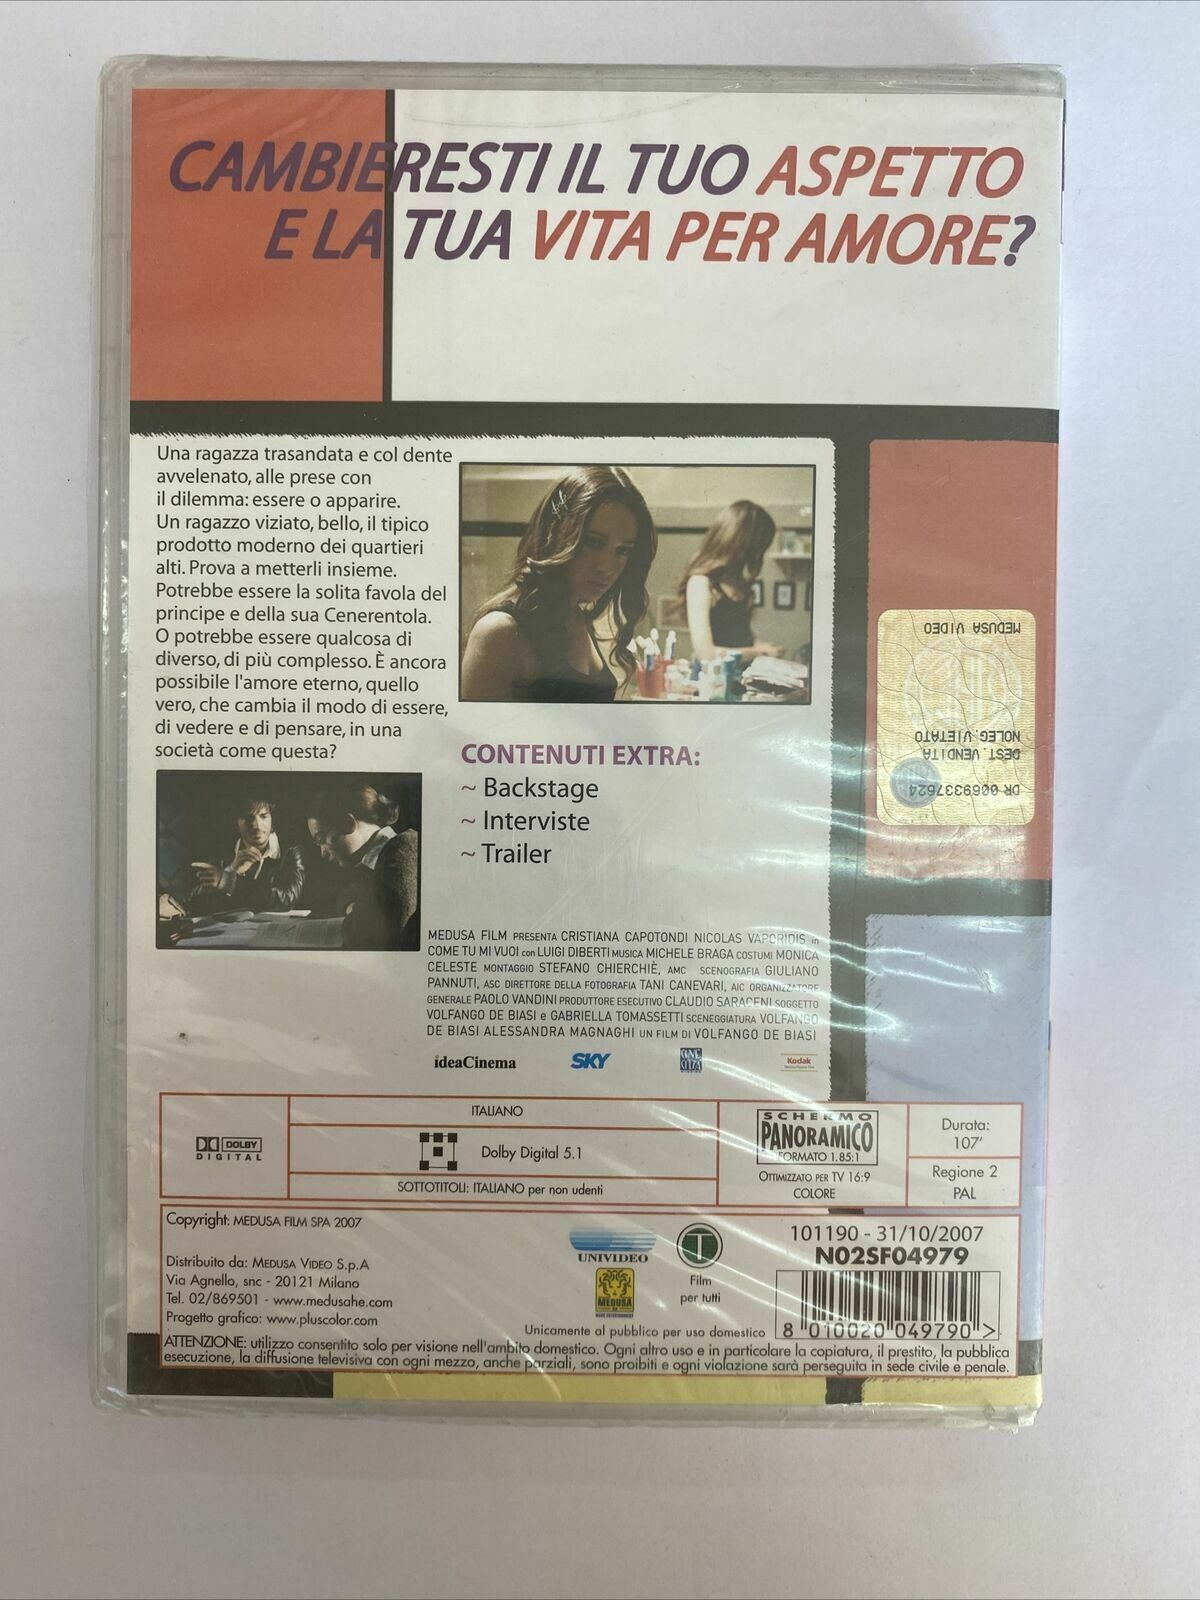 CAMBIERESTI IL TUO ASPETTO
E LA TUA VITA PER AMORE?
Una ragazza trasandata e col dente
avvelenato, alle prese con
il dilemma: essere o apparire.
Un ragazzo viziato, bello, il tipico
prodotto moderno dei quartieri
alti. Prova a metterli insieme.
Potrebbe essere la solita favola del
principe e della sua Cenerentola.
O potrebbe essere qualcosa di
diverso, di più complesso. È ancora
possibile l'amore eterno, quello
vero, che cambia il modo di essere,
di vedere e di pensare, in una
società come questa?
MEDUSA VIDEO
NOLEG. VIETATO
DEST. VENDITA
DR 0069337624
CONTENUTI EXTRA:
~ Backstage
~ Interviste
~ Trailer
MEDUSA FILM PRESENTA CRISTIANA CAPOTONDI NICOLAS VAPORIDIS in
COME TU MI VUOI con LUIGI DIBERTI MUSICA MICHELE BRAGA COSTUMI MONICA
CELESTE MONTAGGIO STEFANO CHIERCHIÈ, AMC SCENOGRAFIA GIULIANO
PANNUTI, ASC DIRETTORE DELLA FOTOGRAFIA TANI CANEVARI, AIC ORGANIZZATORE
GENERALE PAOLO VANDINI PRODUTTORE ESECUTIVO CLAUDIO SARACENI SOGGETTO
VOLFANGO DE BIASI e GABRIELLA TOMASSETTI SCENEGGIATURA VOLFANGO
DE BIASI ALESSANDRA MAGNAGHI UN FILM DI VOLFANGO DE BIASI
ideaCinema SKY CINECITTÀ STUDIOS Kodak
DOLBY
DIGITAL
ITALIANO
Dolby Digital 5.1
SOTTOTITOLI: ITALIANO per non udenti
SCHERMO
PANORAMICO
FORMATO 1.85:1
OTTIMIZZATO PER TV 16:9
COLORE
Durata:
107'
Regione 2
PAL
Copyright: MEDUSA FILM SPA 2007
Distribuito da: MEDUSA VIDEO S.p.A
Via Agnello, snc - 20121 Milano
Tel. 02/869501 - www.medusahe.com
Progetto grafico: www.pluscolor.com
UNIVIDEO
MEDUSA
T
Film
per tutti
Unicamente al pubblico per uso domestico
101190 - 31/10/2007
N02SF04979
8 010020 049790 >
ATTENZIONE: utilizzo consentito solo per visione nell'ambito domestico. Ogni altro uso e in particolare la copiatura, il prestito, la pubblica
esecuzione, la diffusione televisiva con ogni mezzo, anche parziali, sono proibiti e ogni violazione sarà perseguita in sede civile e penale.